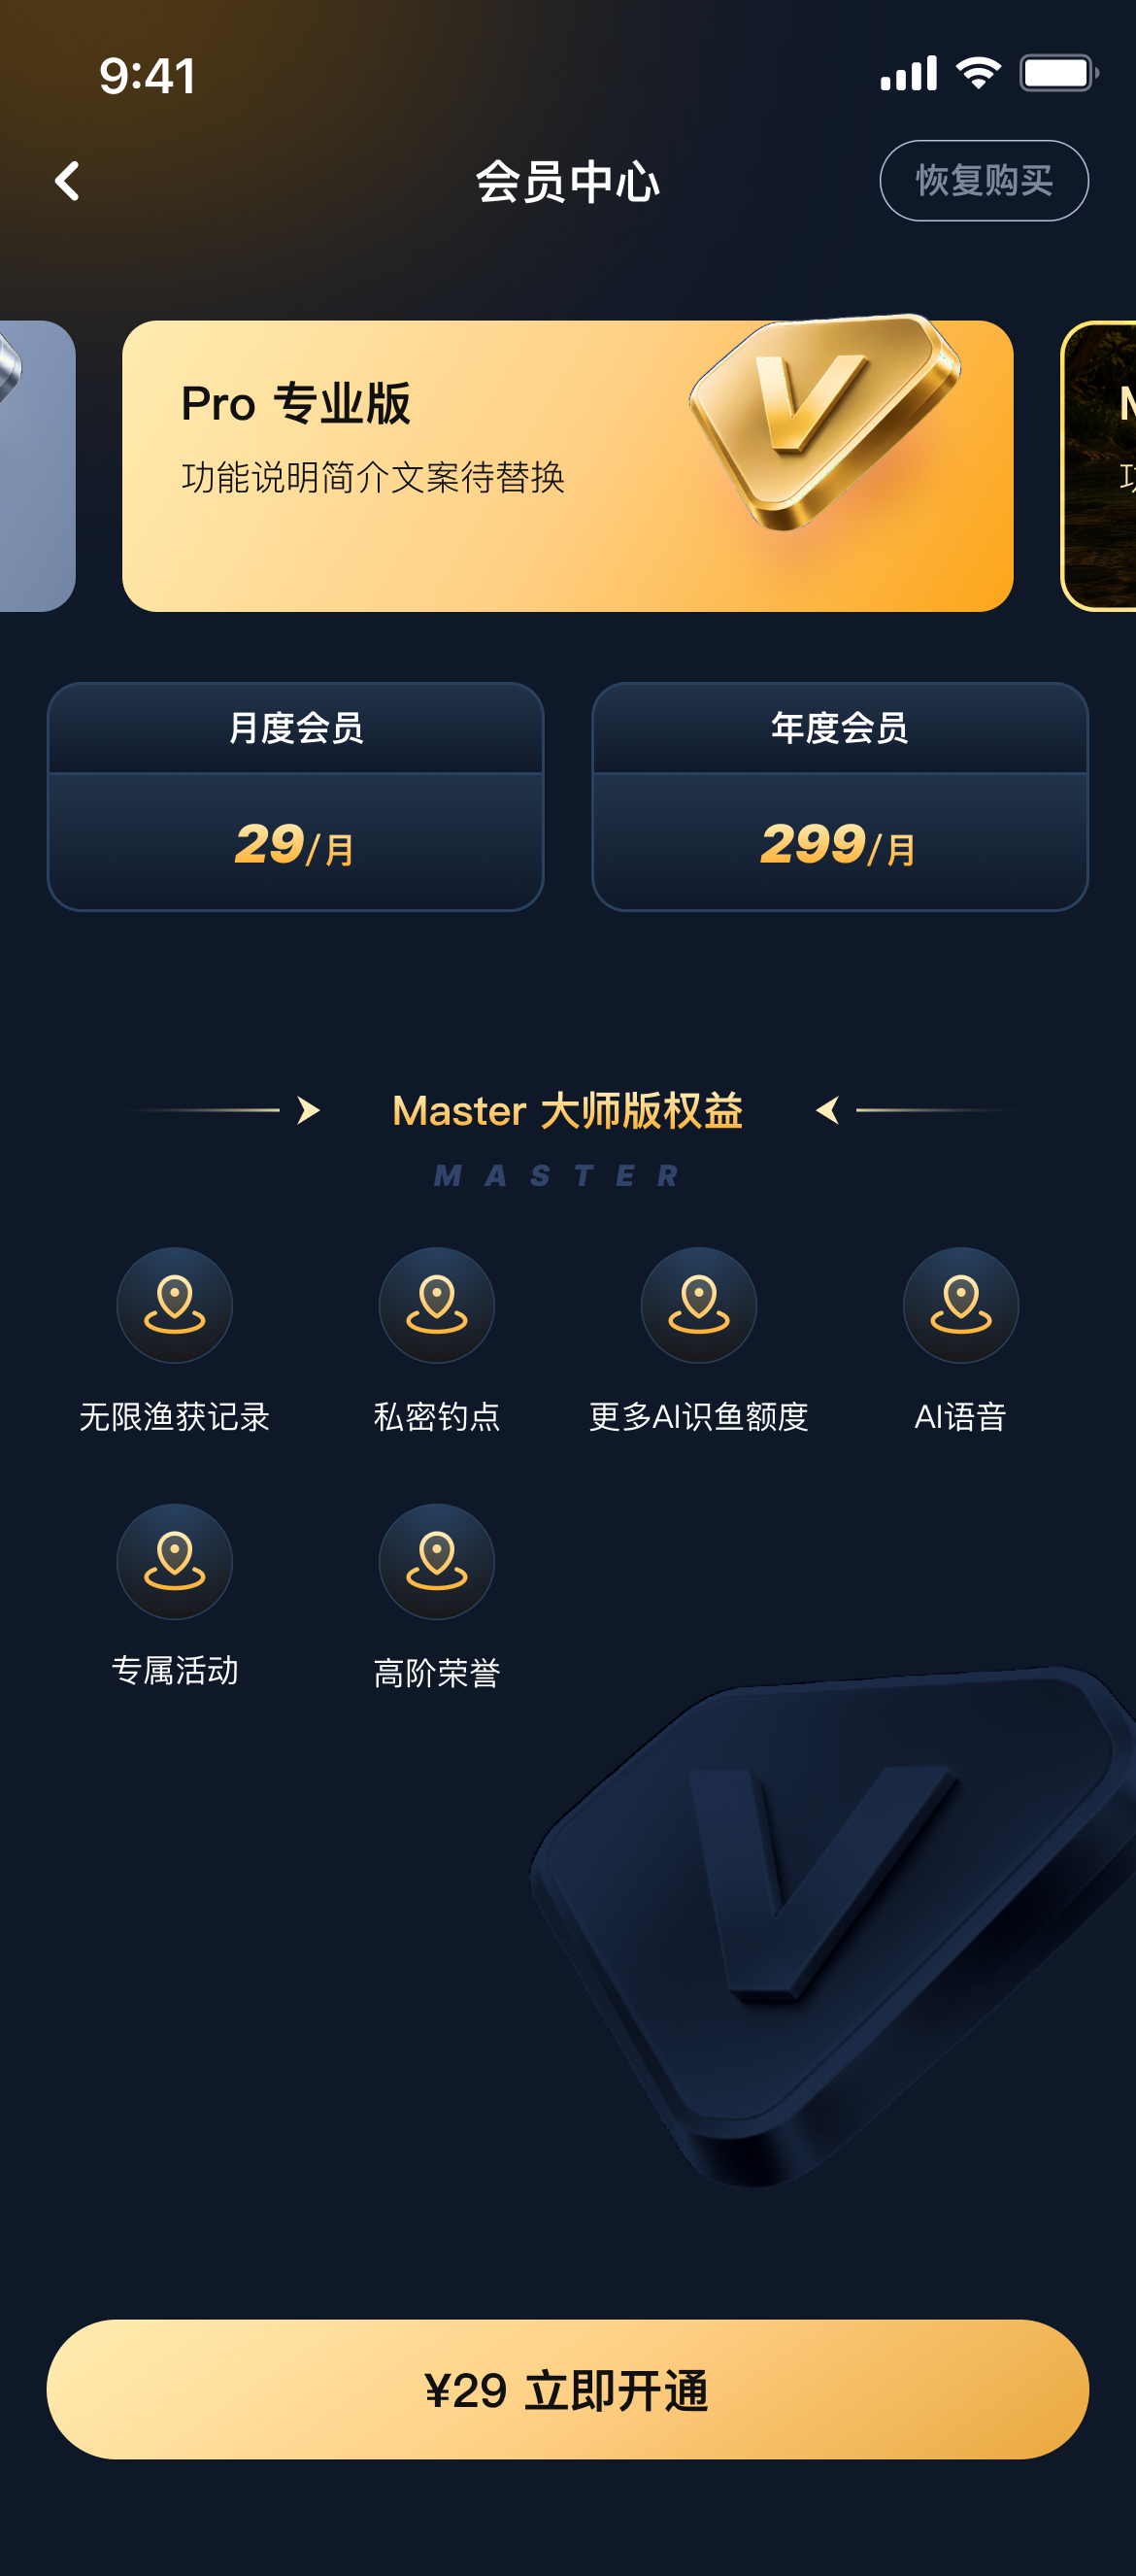 9:41
会员中心
恢复购买
Pro 专业版
功能说明简介文案待替换
V
月度会员
年度会员
29/月
299/月
Master 大师版权益
MASTER
无限渔获记录
私密钓点
更多AI识鱼额度
AI语音
专属活动
高阶荣誉
V
¥29 立即开通